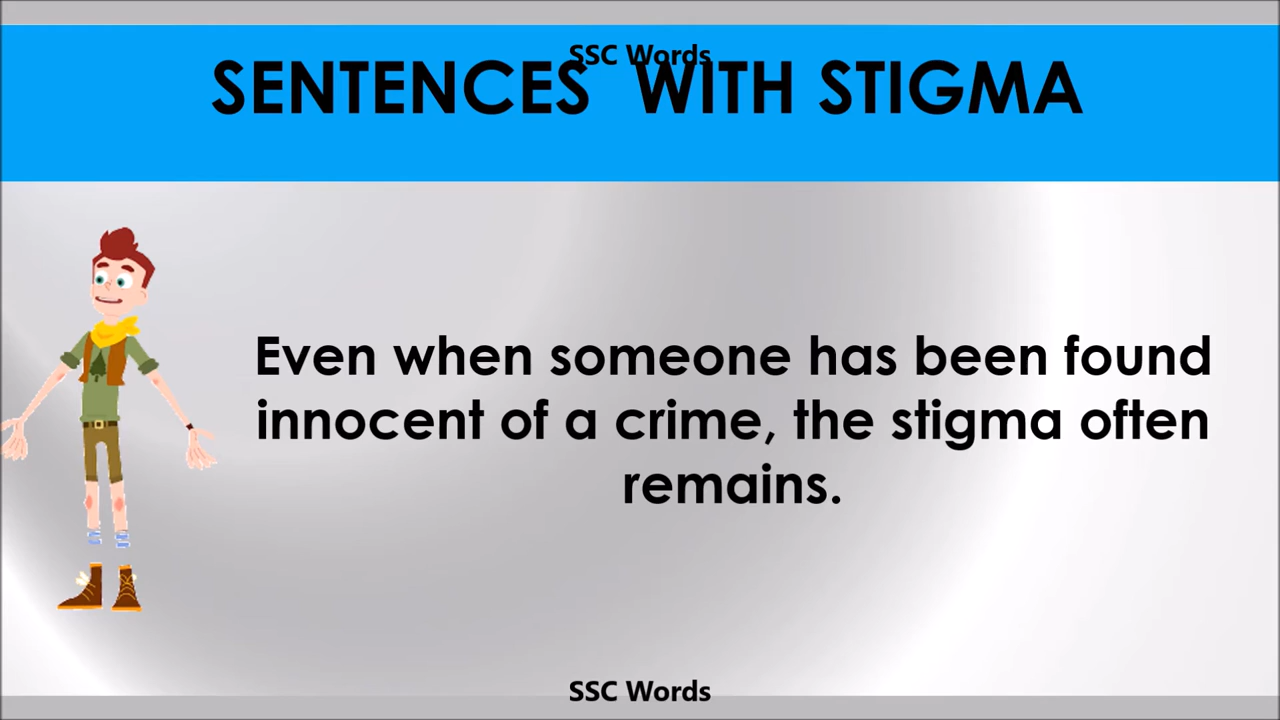 SSC Words
SENTENCES WITH STIGMA
Even when someone has been found
innocent of a crime, the stigma often
remains.
SSC Words